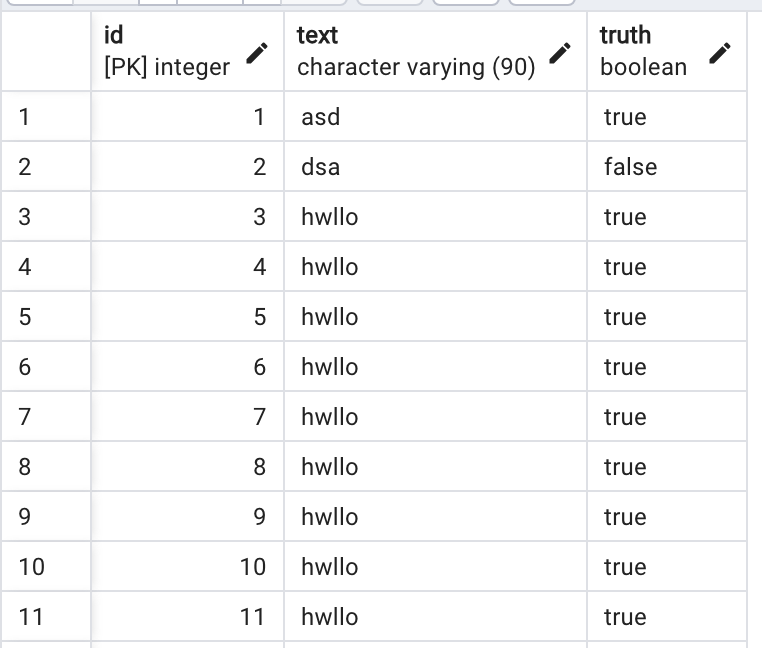 id text truth
[PK] integer character varying (90) boolean
1 1 asd true
2 2 dsa false
3 3 hwllo true
4 4 hwllo true
5 5 hwllo true
6 6 hwllo true
7 7 hwllo true
8 8 hwllo true
9 9 hwllo true
10 10 hwllo true
11 11 hwllo true